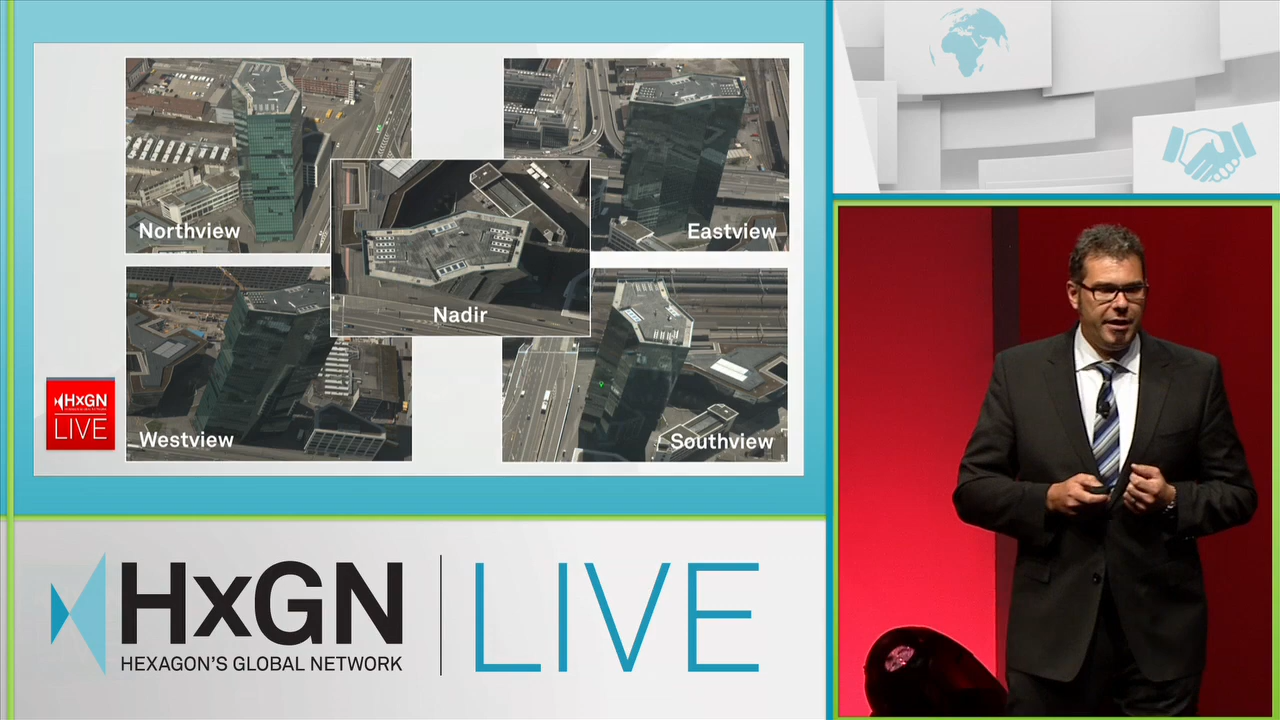 Northview
Eastview
Nadir
Westview
Southview
HxGN
LIVE
HxGN
HEXAGON'S GLOBAL NETWORK
LIVE